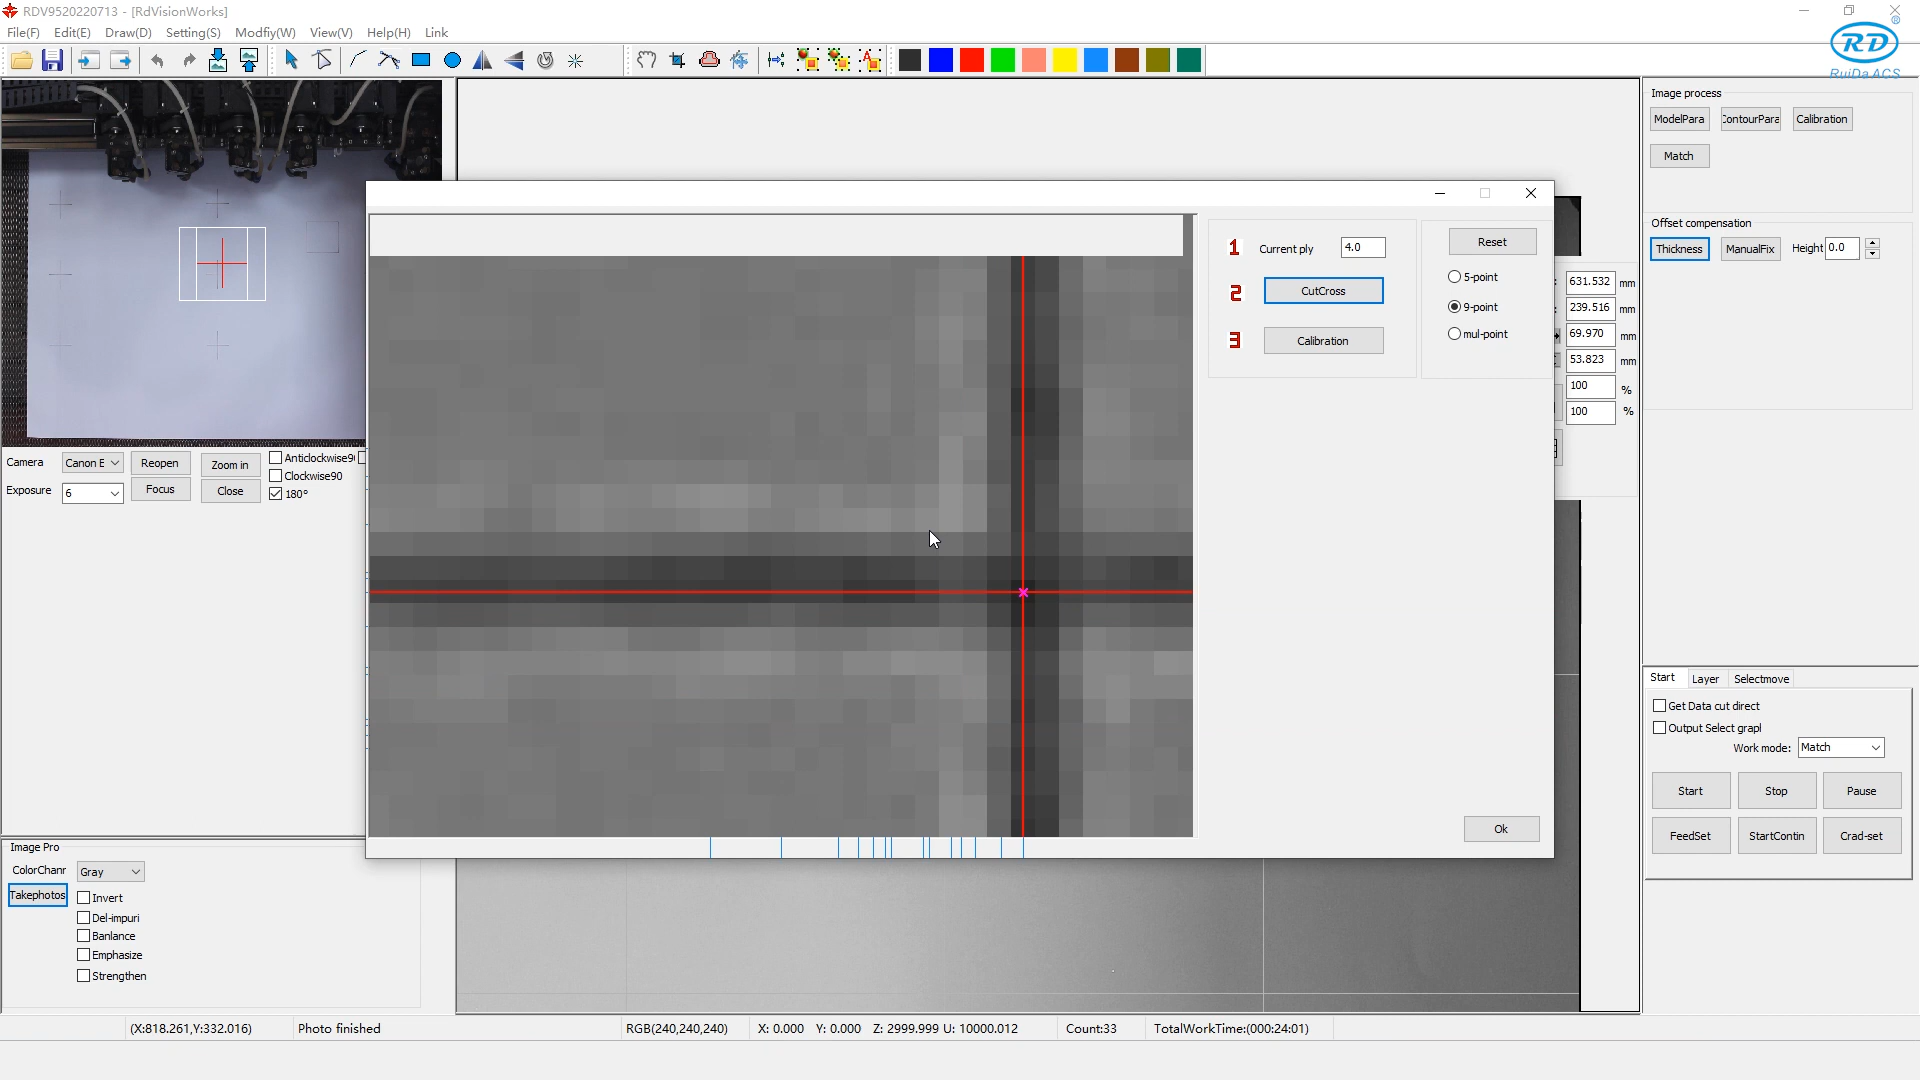 RDV9520220713 - [RdVisionWorks]
File(F) Edit(E) Draw(D) Setting(S) Modfiy(W) View(V) Help(H) Link
RD
RuiDa ACS
Image process
ModelPara ContourPara Calibration
Match
Offset compensation
Thickness ManualFix Height 0.0
1 Current ply 4.0 Reset
2 CutCross 5-point
9-point
3 Calibration mul-point
631.532 mm
239.516 mm
69.970 mm
53.823 mm
100 %
100 %
Ok
Camera Canon E Reopen Zoom in Anticlockwise9
Clockwise90
Exposure 6 Focus Close 180°
Start Layer Selectmove
Get Data cut direct
Output Select grapl
Work mode: Match
Start Stop Pause
FeedSet StartContin Crad-set
Image Pro
ColorChanr Gray
Takephotos Invert
Del-impuri
Banlance
Emphasize
Strengthen
(X:818.261,Y:332.016) Photo finished RGB(240,240,240) X: 0.000 Y: 0.000 Z: 2999.999 U: 10000.012 Count:33 TotalWorkTime:(000:24:01)